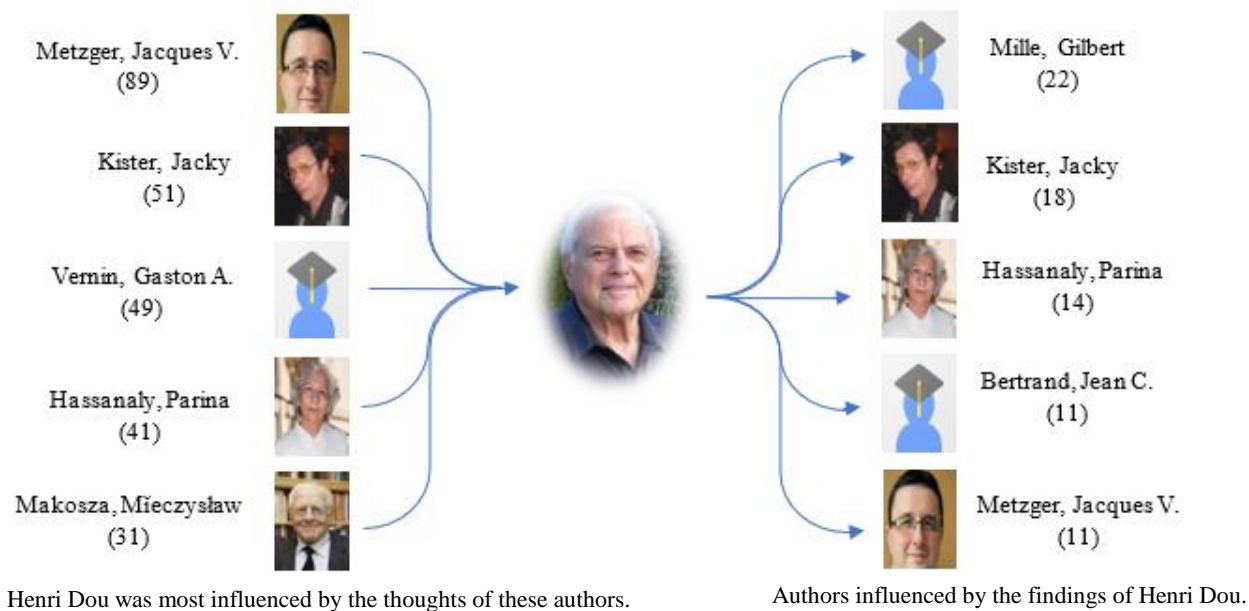 Metzger, Jacques V.
(89)
Kister, Jacky
(51)
Vernin, Gaston A.
(49)
Hassanaly, Parina
(41)
Makosza, Mieczysław
(31)
Henri Dou was most influenced by the thoughts of these authors.
Mille, Gilbert
(22)
Kister, Jacky
(18)
Hassanaly, Parina
(14)
Bertrand, Jean C.
(11)
Metzger, Jacques V.
(11)
Authors influenced by the findings of Henri Dou.